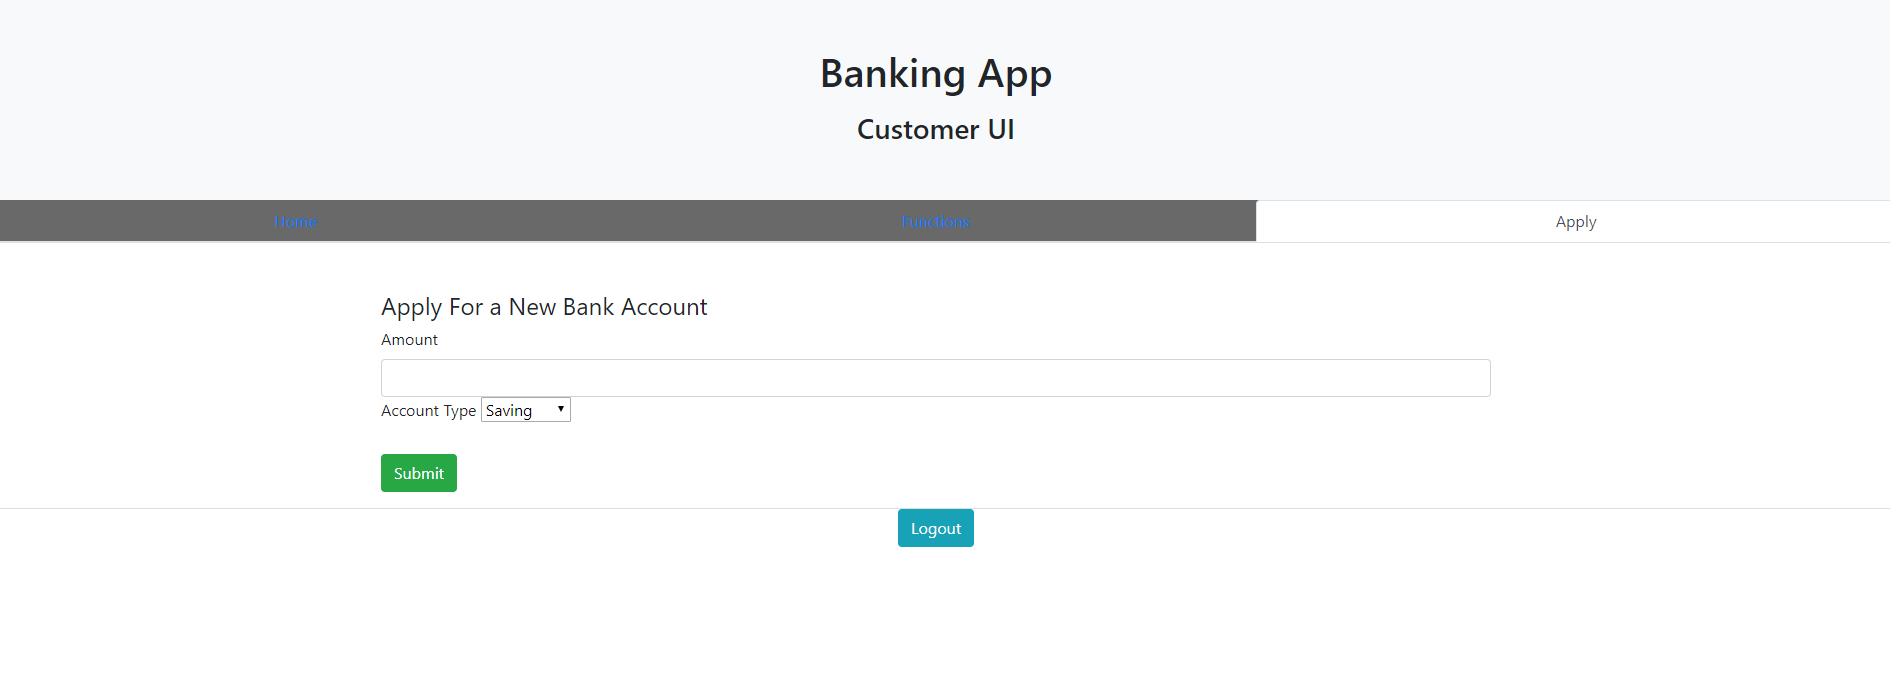 Banking App
Customer UI
Home Functions Apply
Apply For a New Bank Account
Amount
Account Type Saving
Submit
Logout